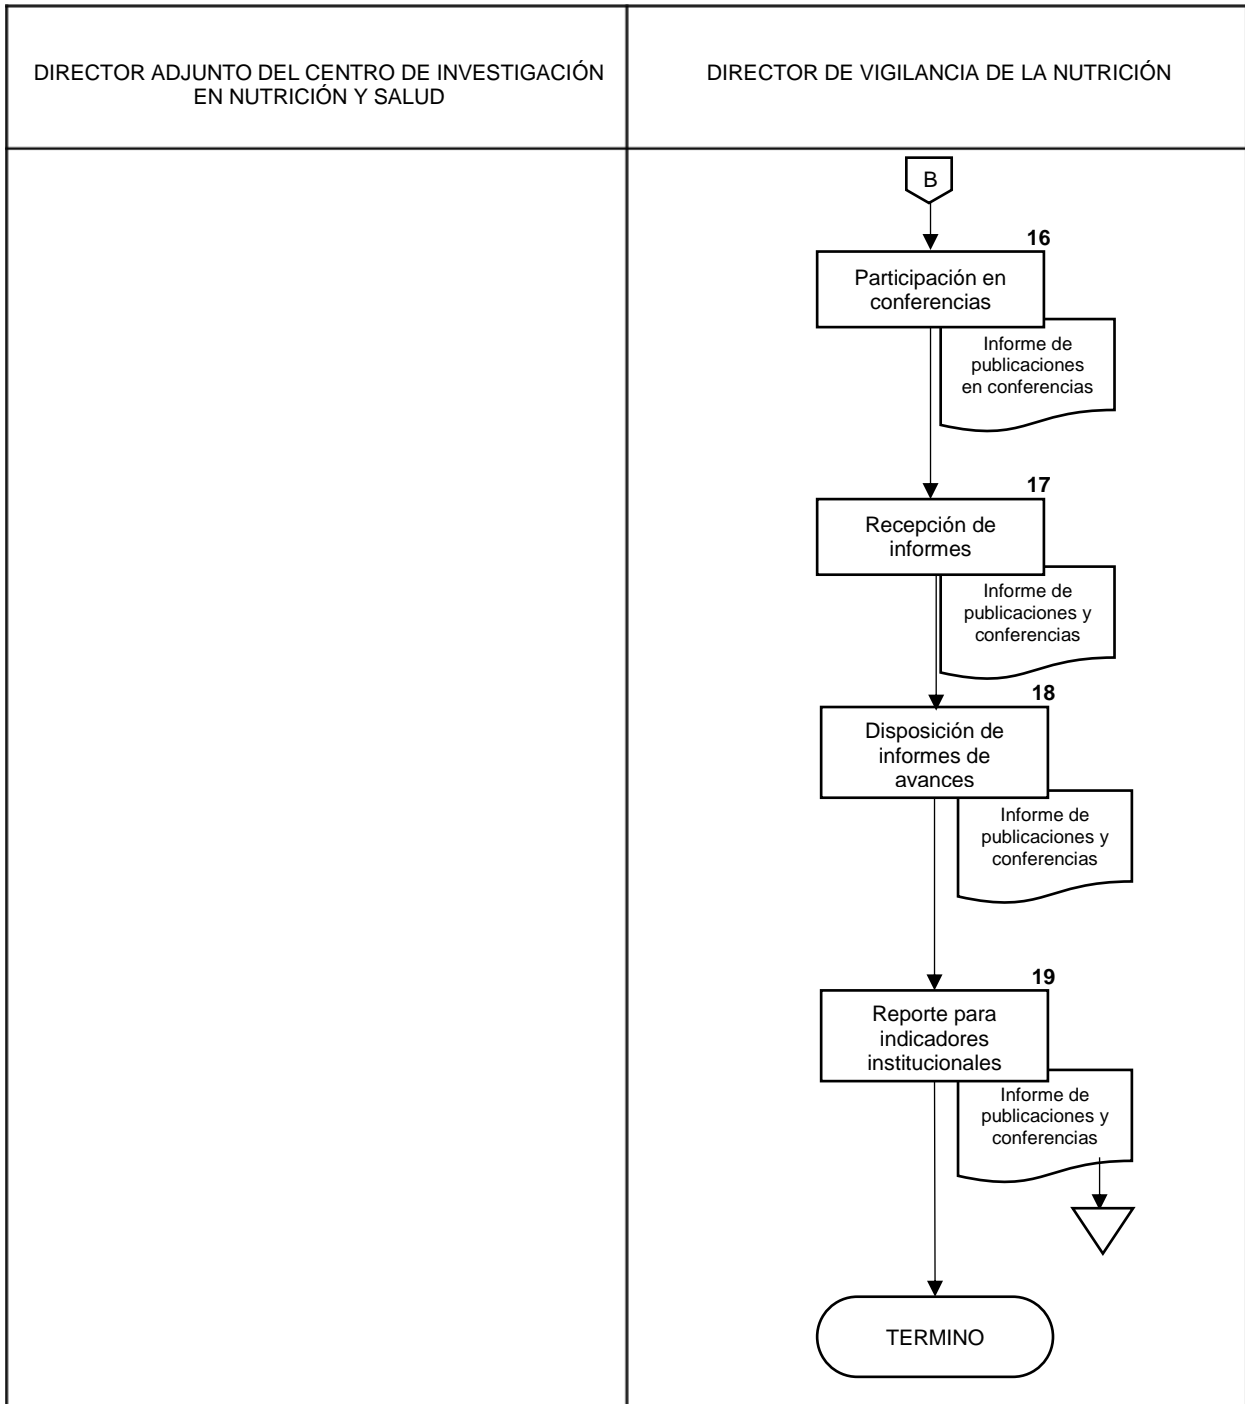 DIRECTOR ADJUNTO DEL CENTRO DE INVESTIGACIÓN
EN NUTRICIÓN Y SALUD
DIRECTOR DE VIGILANCIA DE LA NUTRICIÓN
B
16
Participación en
conferencias
Informe de
publicaciones
en conferencias
17
Recepción de
informes
Informe de
publicaciones y
conferencias
18
Disposición de
informes de
avances
Informe de
publicaciones y
conferencias
19
Reporte para
indicadores
institucionales
Informe de
publicaciones y
conferencias
TERMINO